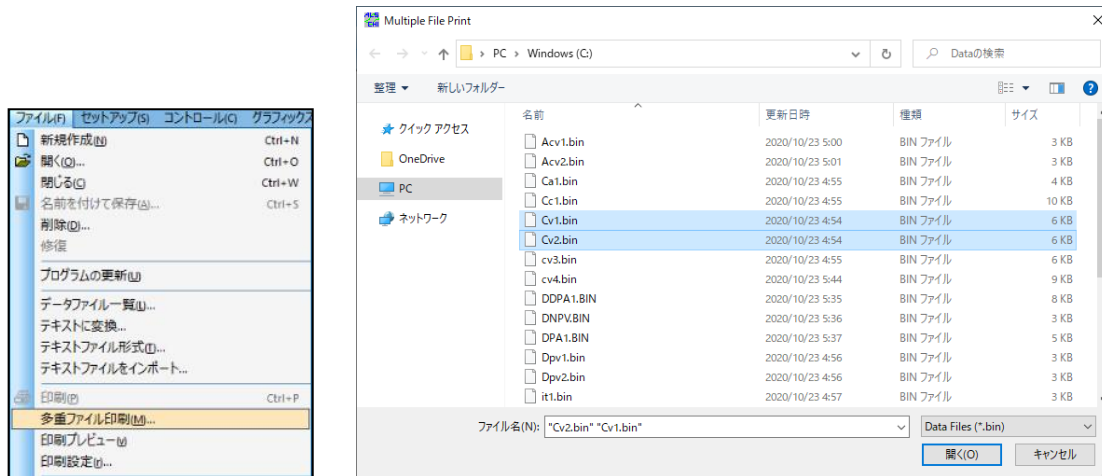 ファイル(F) セットアップ(S) コントロール(C) グラフィックス
新規作成(N) Ctrl+N
開く(O)... Ctrl+O
閉じる(C) Ctrl+W
名前を付けて保存(A)... Ctrl+S
削除(D)...
修復
プログラムの更新(U)
データファイル一覧(L)...
テキストに変換...
テキストファイル形式(T)...
テキストファイルをインポート...
印刷(P) Ctrl+P
多重ファイル印刷(M)...
印刷プレビュー(V)
印刷設定(r)...
Multiple File Print
PC > Windows (C:)
Dataの検索
整理 新しいフォルダー
名前 更新日時 種類 サイズ
クイック アクセス
OneDrive
PC
ネットワーク
Acv1.bin 2020/10/23 5:00 BIN ファイル 3 KB
Acv2.bin 2020/10/23 5:01 BIN ファイル 3 KB
Ca1.bin 2020/10/23 4:55 BIN ファイル 4 KB
Cc1.bin 2020/10/23 4:55 BIN ファイル 10 KB
Cv1.bin 2020/10/23 4:54 BIN ファイル 6 KB
Cv2.bin 2020/10/23 4:54 BIN ファイル 6 KB
cv3.bin 2020/10/23 4:55 BIN ファイル 6 KB
cv4.bin 2020/10/23 5:44 BIN ファイル 9 KB
DDPA1.BIN 2020/10/23 5:35 BIN ファイル 8 KB
DNPV.BIN 2020/10/23 5:36 BIN ファイル 3 KB
DPA1.BIN 2020/10/23 5:37 BIN ファイル 5 KB
Dpv1.bin 2020/10/23 4:56 BIN ファイル 3 KB
Dpv2.bin 2020/10/23 4:56 BIN ファイル 3 KB
it1.bin 2020/10/23 4:57 BIN ファイル 3 KB
ファイル名(N): "Cv2.bin" "Cv1.bin" Data Files (*.bin)
開く(O) キャンセル